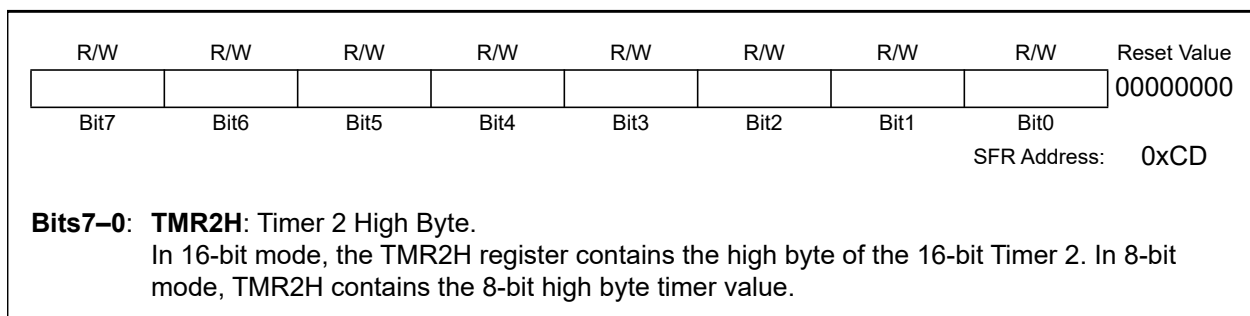 R/W R/W R/W R/W R/W R/W R/W R/W Reset Value
00000000
Bit7 Bit6 Bit5 Bit4 Bit3 Bit2 Bit1 Bit0
SFR Address: 0xCD
Bits7–0: TMR2H: Timer 2 High Byte.
In 16-bit mode, the TMR2H register contains the high byte of the 16-bit Timer 2. In 8-bit
mode, TMR2H contains the 8-bit high byte timer value.